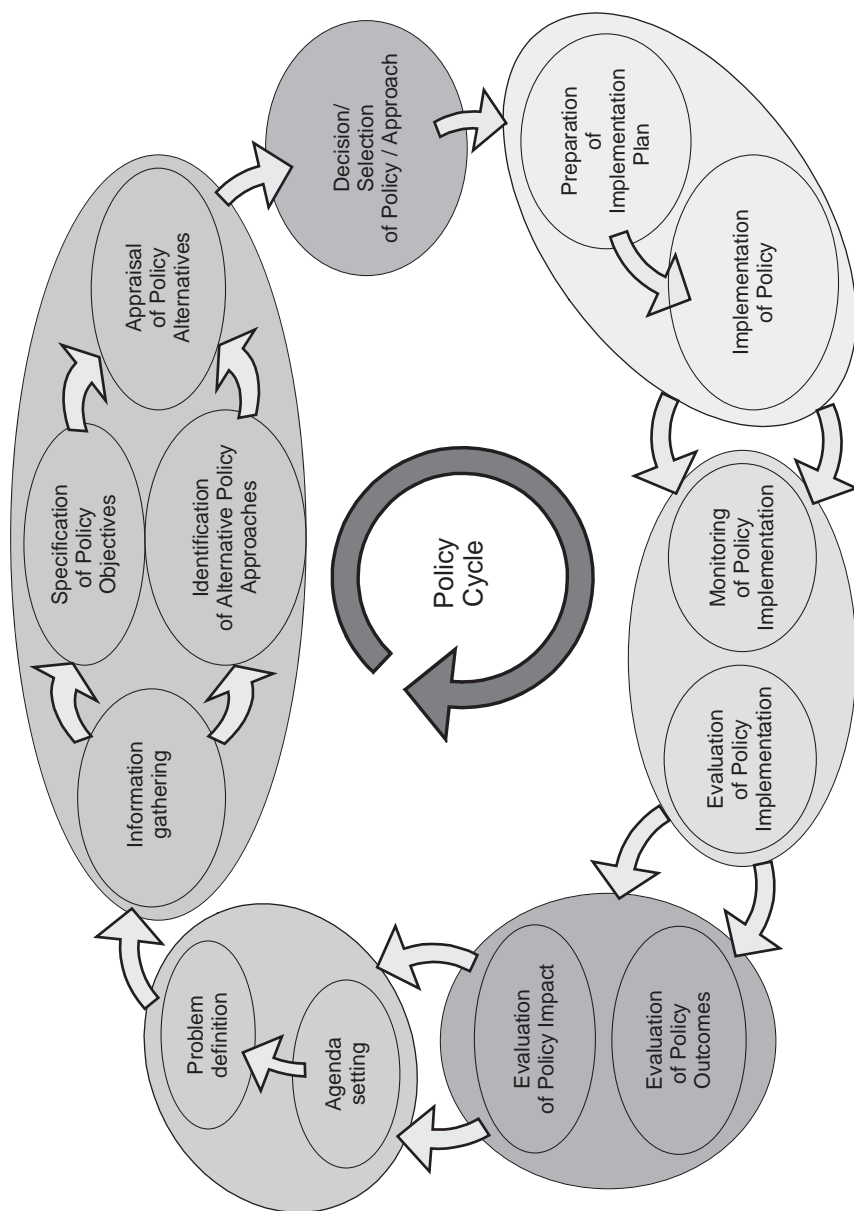 Problem
definition
Agenda
setting
Information
gathering
Specification
of Policy
Objectives
Identification
of Alternative Policy
Approaches
Appraisal
of Policy
Alternatives
Decision/
Selection
of Policy / Approach
Preparation
of
Implementation
Plan
Implementation
of Policy
Monitoring
of Policy
Implementation
Evaluation
of Policy
Implementation
Evaluation
of Policy Impact
Evaluation
of Policy
Outcomes
Policy
Cycle